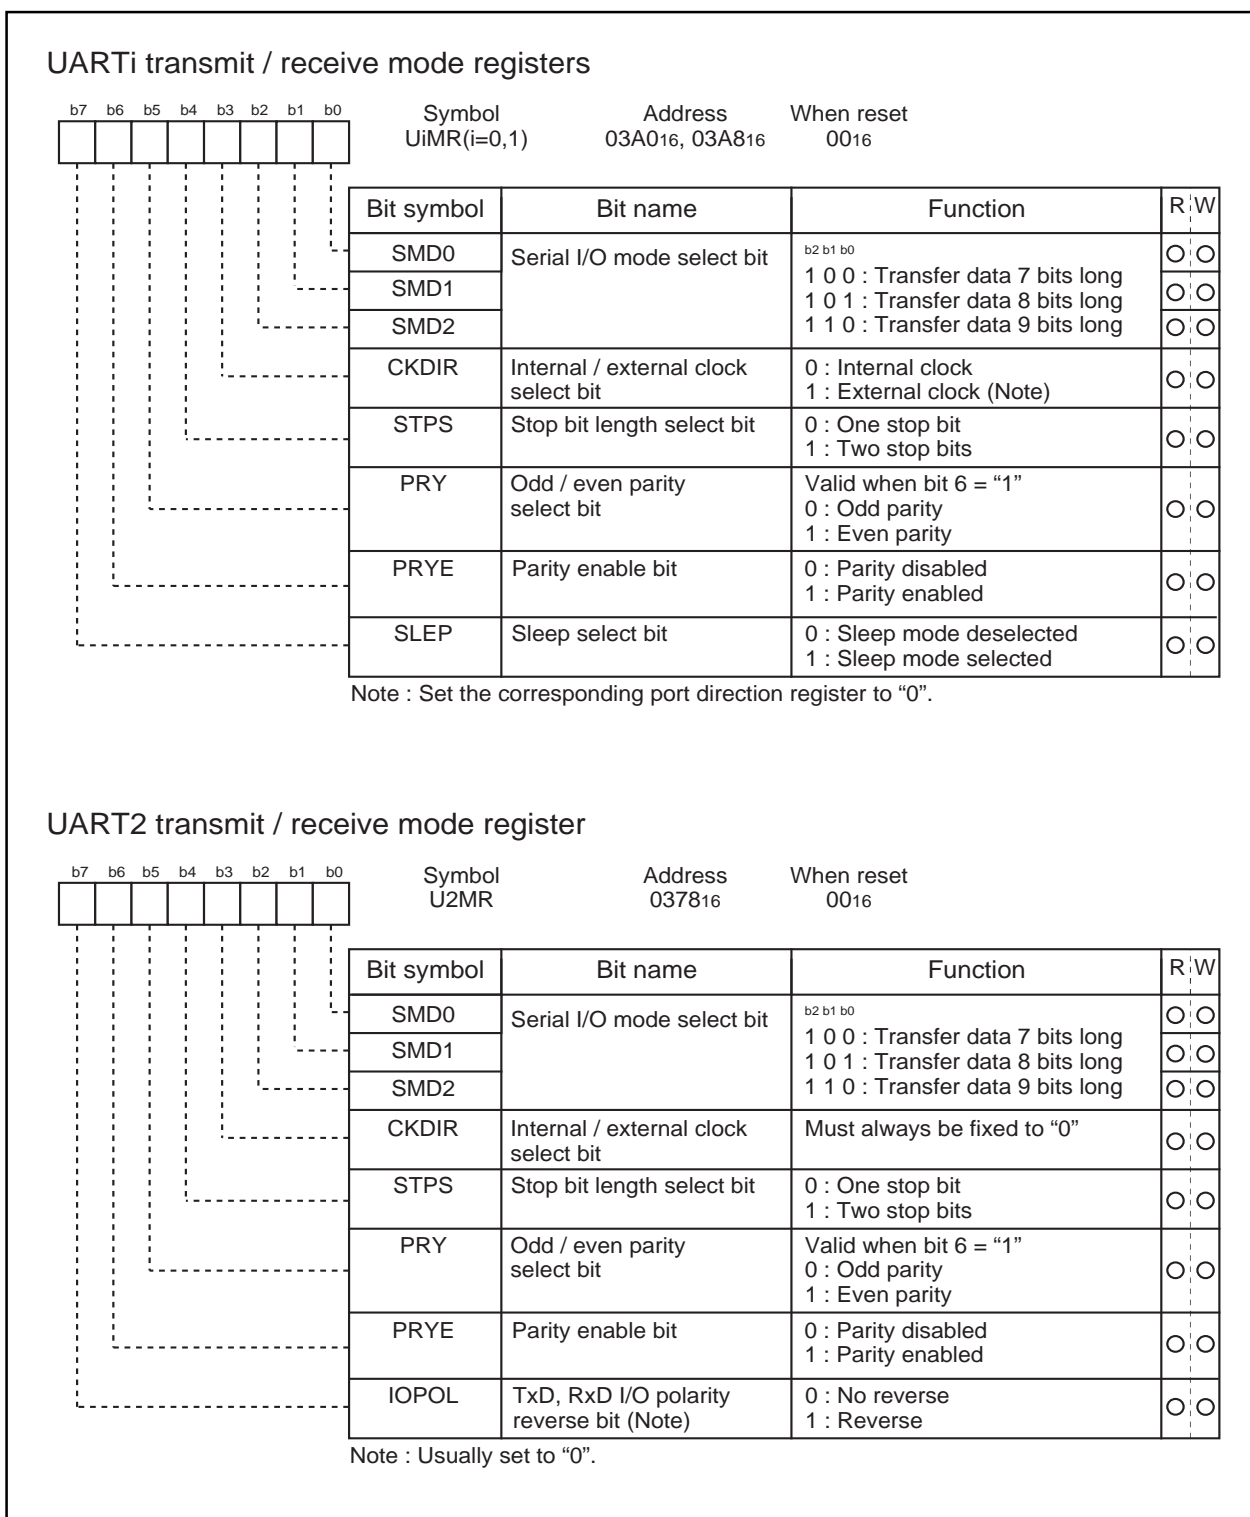 UARTi transmit / receive mode registers
b7 b6 b5 b4 b3 b2 b1 b0
Symbol Address When reset
UiMR(i=0,1) 03A016, 03A816 0016
Bit symbol Bit name Function R W
SMD0 Serial I/O mode select bit b2 b1 b0
1 0 0 : Transfer data 7 bits long
SMD1 1 0 1 : Transfer data 8 bits long
SMD2 1 1 0 : Transfer data 9 bits long
CKDIR Internal / external clock 0 : Internal clock
select bit 1 : External clock (Note)
STPS Stop bit length select bit 0 : One stop bit
1 : Two stop bits
PRY Odd / even parity Valid when bit 6 = “1”
select bit 0 : Odd parity
1 : Even parity
PRYE Parity enable bit 0 : Parity disabled
1 : Parity enabled
SLEP Sleep select bit 0 : Sleep mode deselected
1 : Sleep mode selected
Note : Set the corresponding port direction register to “0”.
UART2 transmit / receive mode register
b7 b6 b5 b4 b3 b2 b1 b0
Symbol Address When reset
U2MR 037816 0016
Bit symbol Bit name Function R W
SMD0 Serial I/O mode select bit b2 b1 b0
1 0 0 : Transfer data 7 bits long
SMD1 1 0 1 : Transfer data 8 bits long
SMD2 1 1 0 : Transfer data 9 bits long
CKDIR Internal / external clock Must always be fixed to “0”
select bit
STPS Stop bit length select bit 0 : One stop bit
1 : Two stop bits
PRY Odd / even parity Valid when bit 6 = “1”
select bit 0 : Odd parity
1 : Even parity
PRYE Parity enable bit 0 : Parity disabled
1 : Parity enabled
IOPOL TxD, RxD I/O polarity 0 : No reverse
reverse bit (Note) 1 : Reverse
Note : Usually set to “0”.